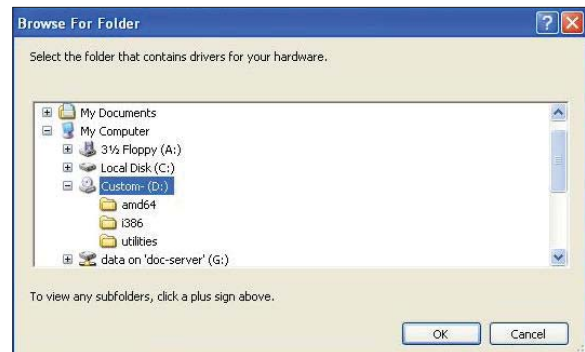 Browse For Folder
Select the folder that contains drivers for your hardware.
My Documents
My Computer
3½ Floppy (A:)
Local Disk (C:)
Custom- (D:)
amd64
i386
utilities
data on 'doc-server' (G:)
To view any subfolders, click a plus sign above.
OK Cancel